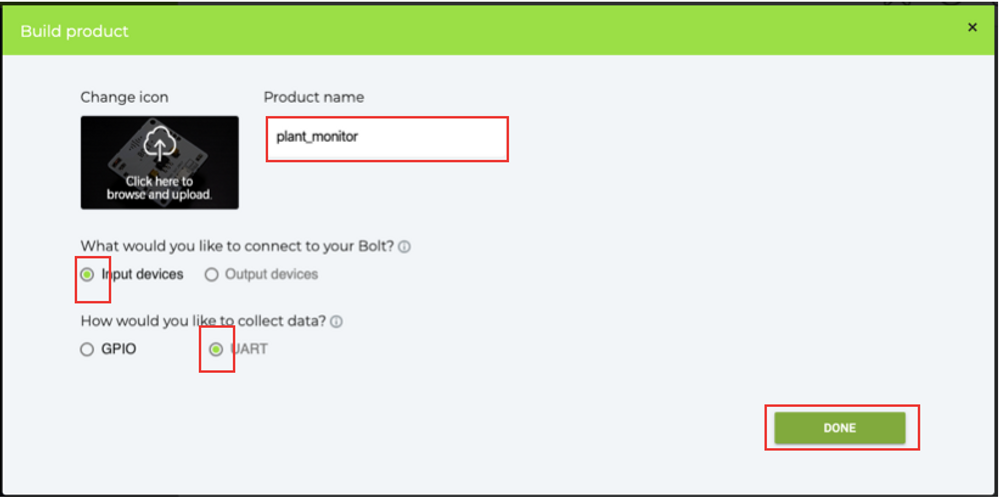 Build product
×
Change icon
Product name
Click here to
browse and upload.
plant_monitor
What would you like to connect to your Bolt?
Input devices
Output devices
How would you like to collect data?
GPIO
UART
DONE